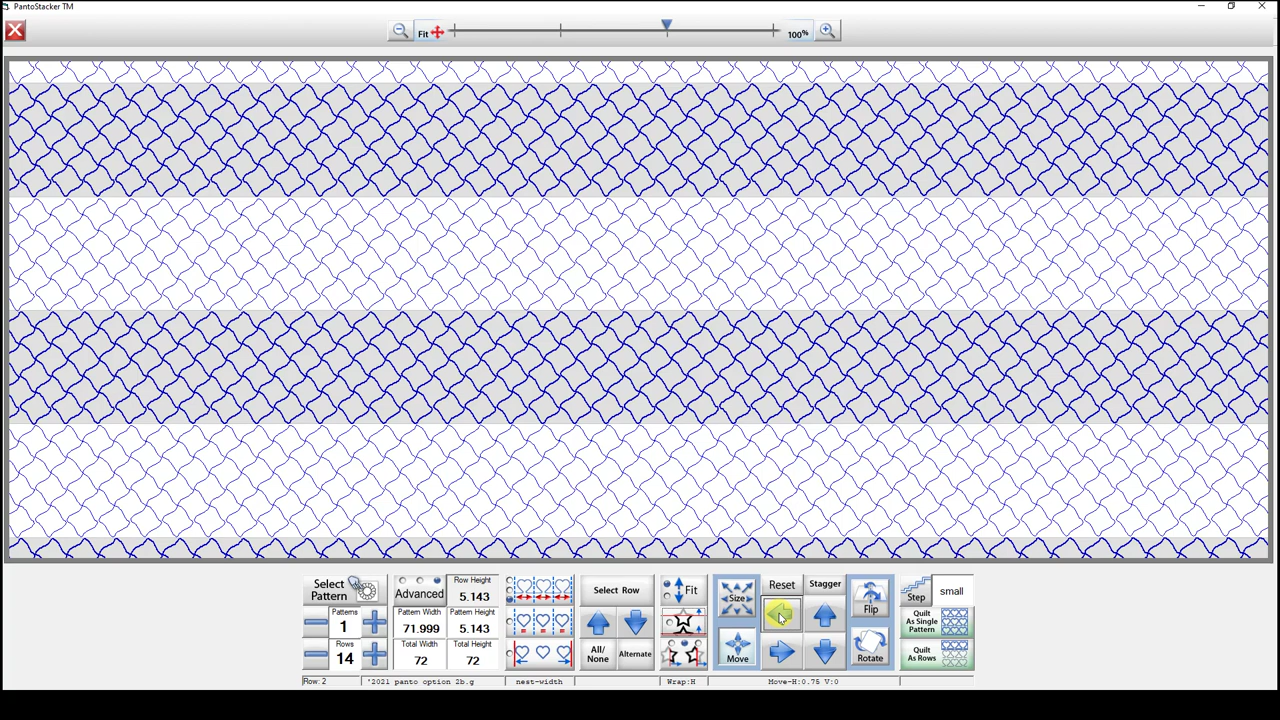 PantoStacker TM
Fit
100%
Select
Pattern
Patterns
1
Rows
14
Advanced
Row Height
5.143
Pattern Width
71.999
Pattern Height
5.143
Total Width
72
Total Height
72
Select Row
All/
None
Alternate
Fit
Size
Move
Reset
Stagger
Flip
Rotate
Step
small
Quilt
As Single
Pattern
Quilt
As Rows
Row:2
'2021 panto option 2b.g
nest-width
Wrap:H
Move-H:0.75 V:0